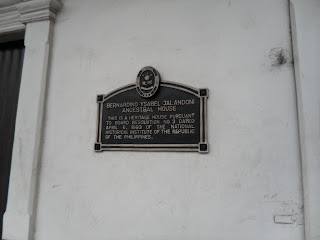 BERNARDINO-YSABEL JALANDONI
ANCESTRAL HOUSE
THIS IS A HERITAGE HOUSE PURSUANT
TO BOARD RESOLUTION NO. 3 DATED
APRIL 6, 1993 OF THE NATIONAL
HISTORICAL INSTITUTE OF THE REPUBLIC
OF THE PHILIPPINES.